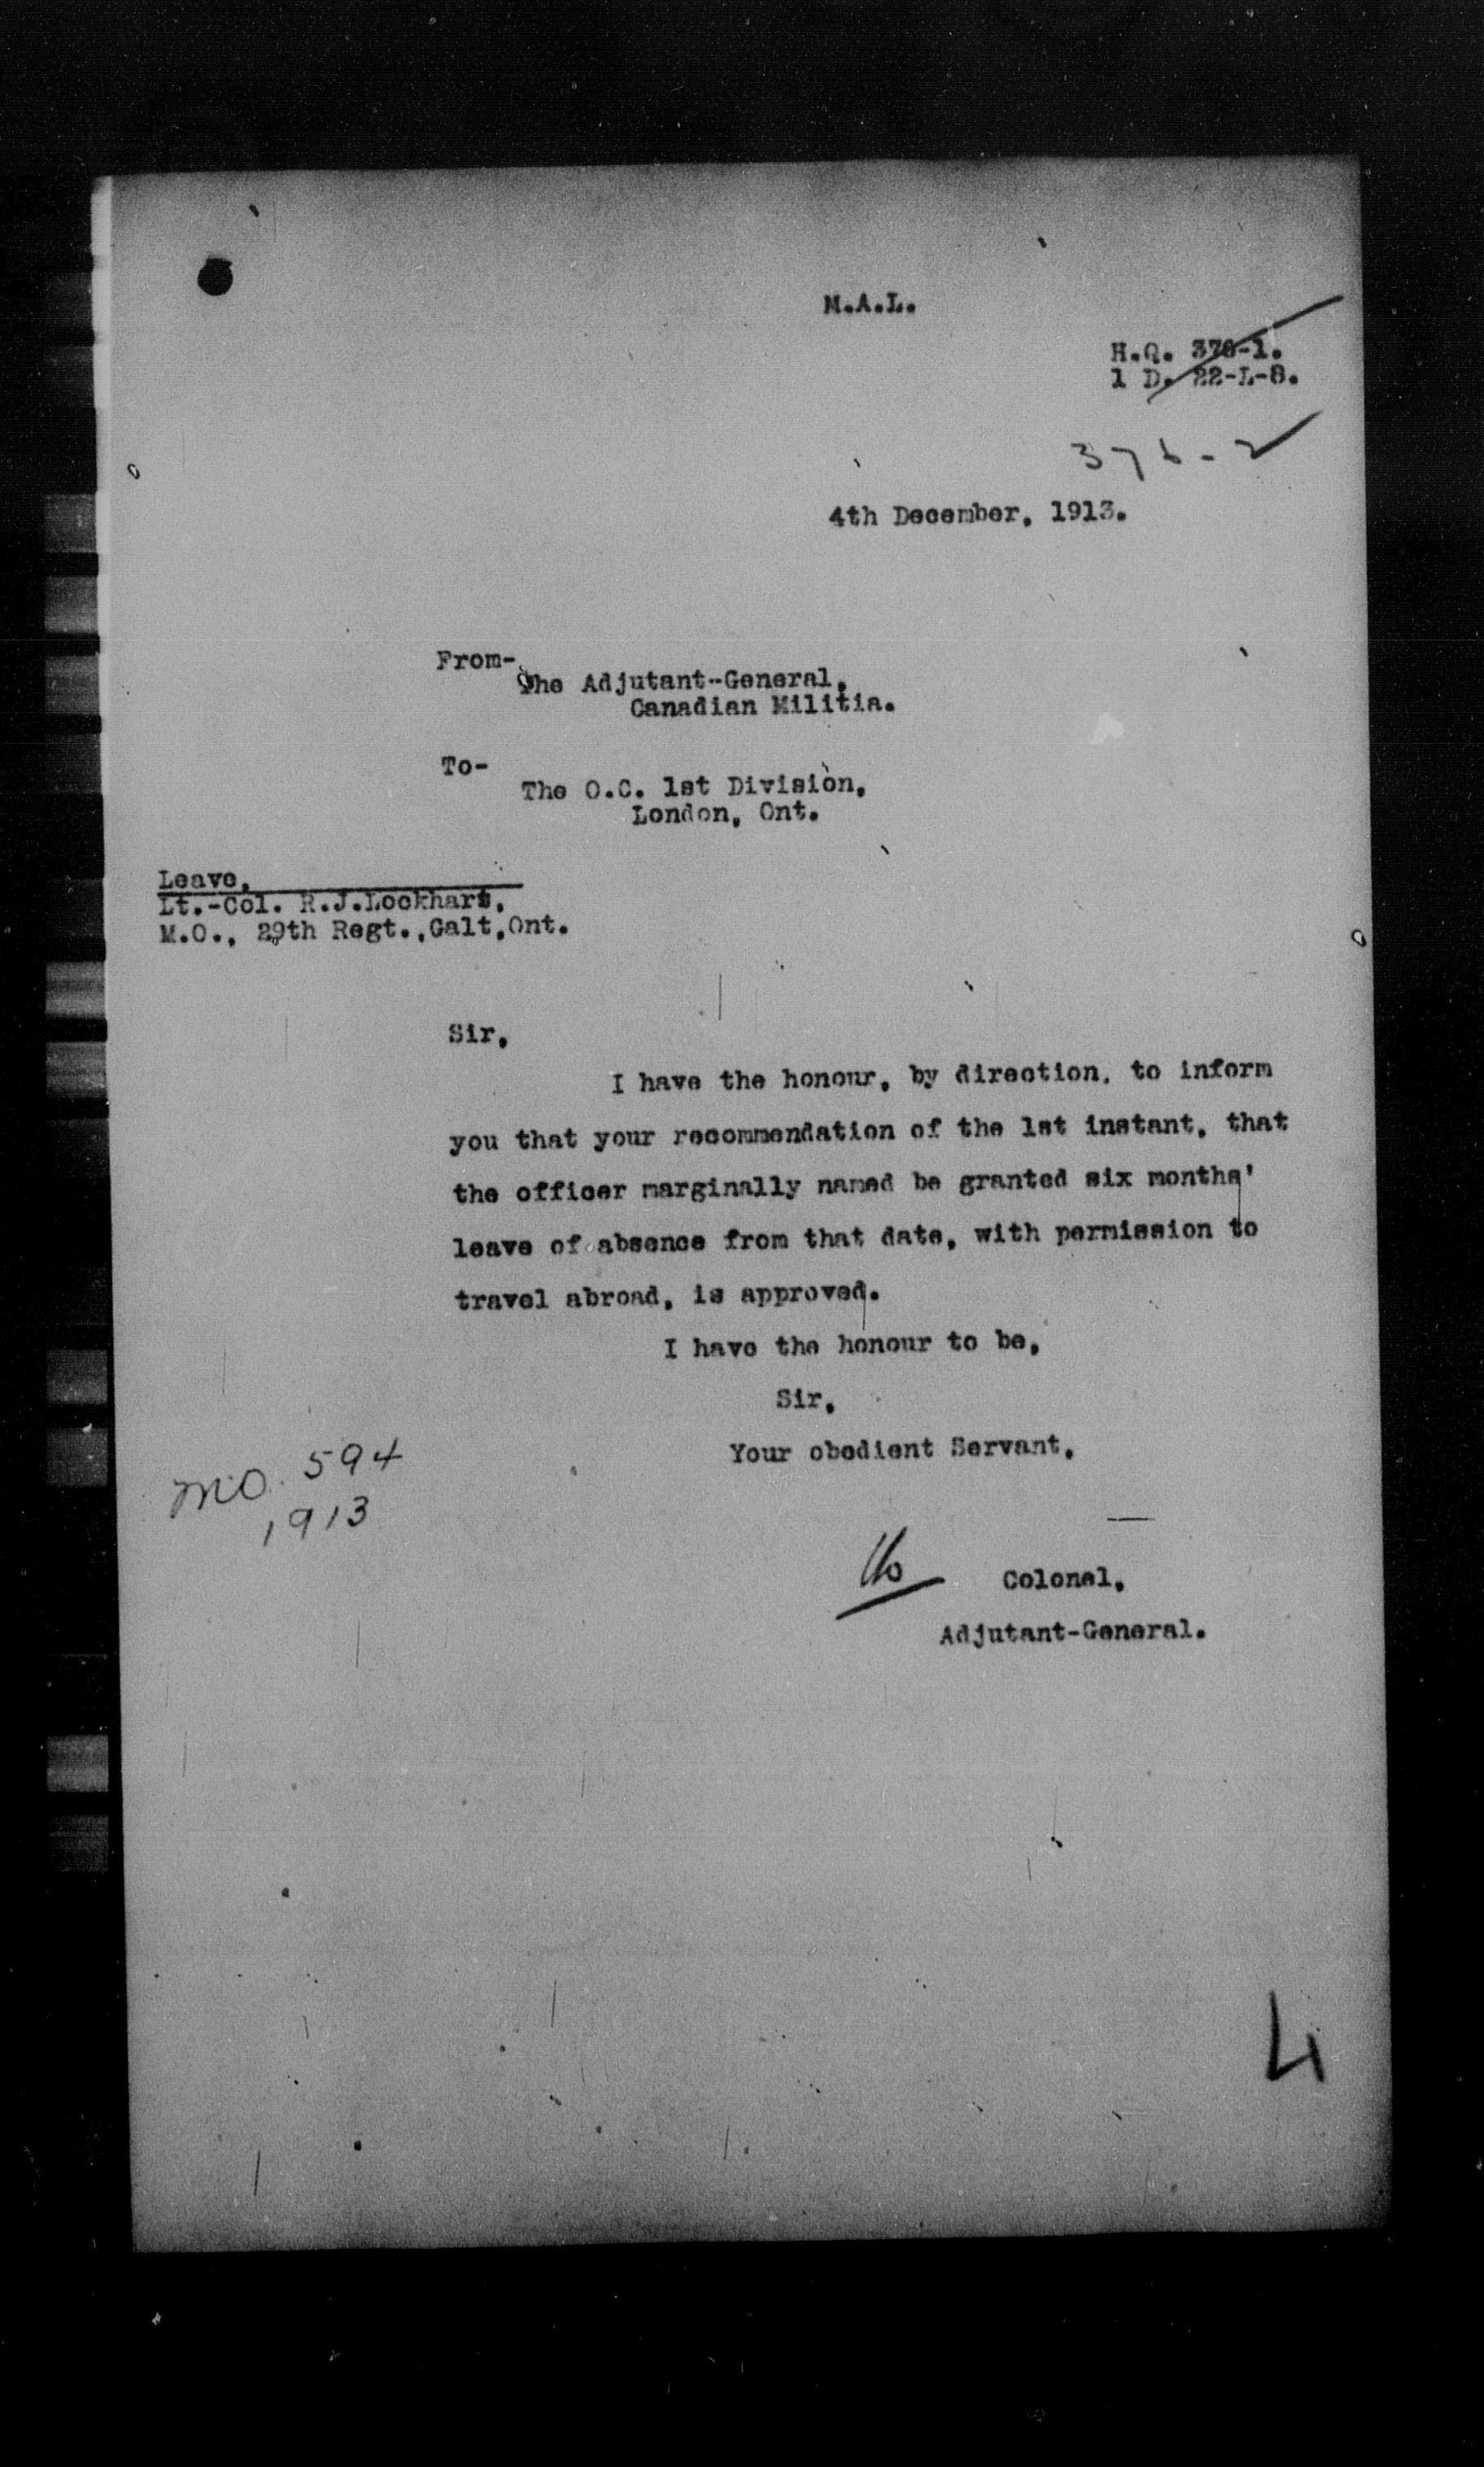 M.A.L.
H.Q. 376-1.
1 D. 22-L-8.
376-2
4th December, 1913.
From-
The Adjutant-General,
Canadian Militia.
To-
The O.C. 1st Division,
London, Ont.
Leave,
Lt.-Col. R.J.Lockhart,
M.O., 29th Regt.,Galt,Ont.
Sir,
I have the honour, by direction, to inform
you that your recommendation of the 1st instant, that
the officer marginally named be granted six months'
leave of absence from that date, with permission to
travel abroad, is approved.
I have the honour to be,
Sir,
Your obedient Servant,
MO. 594
1913
Colonel,
Adjutant-General.
4